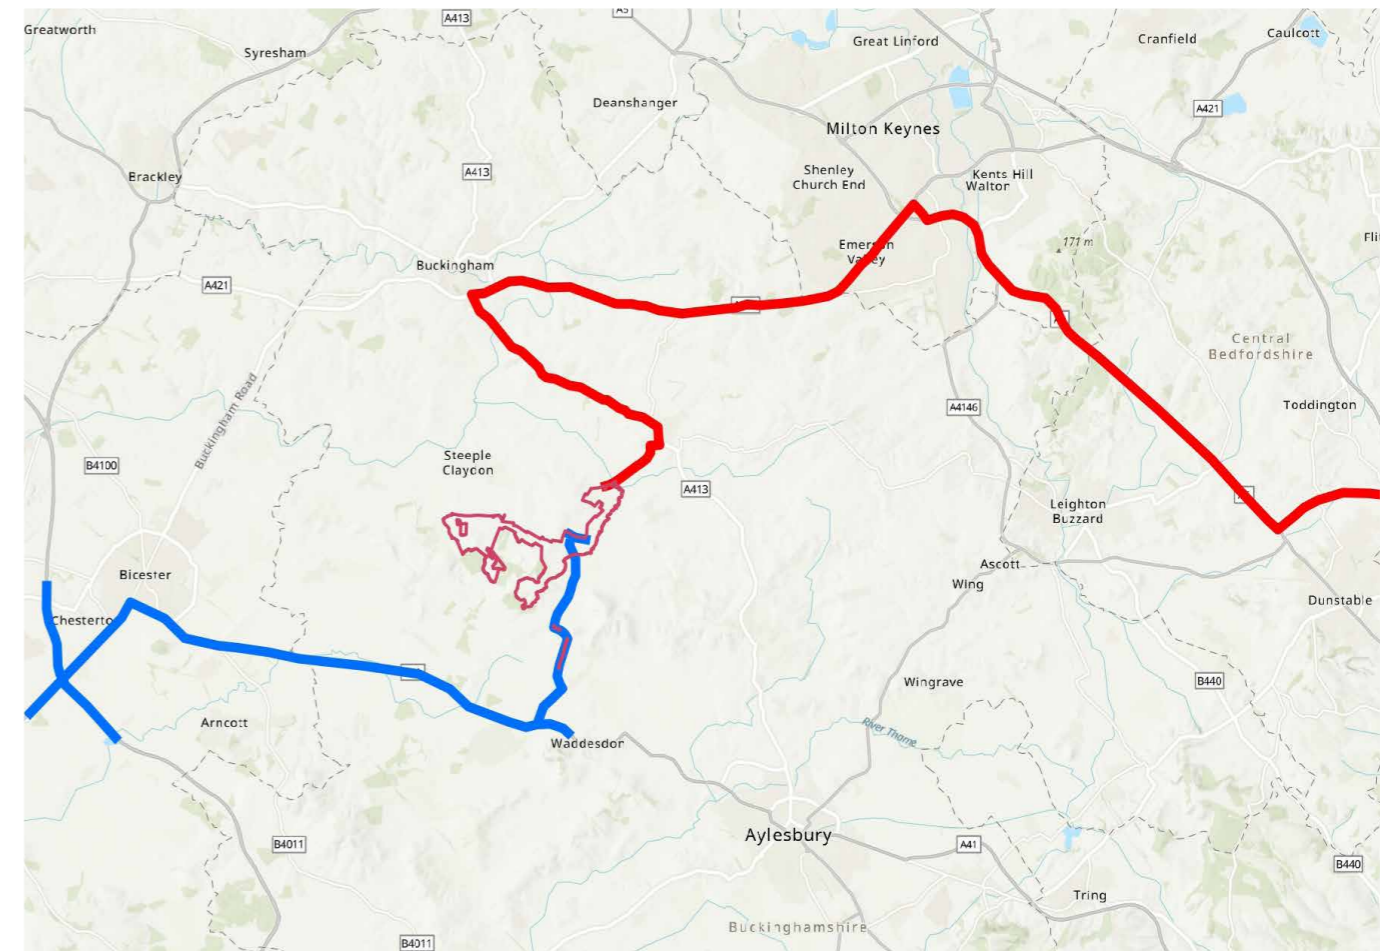 A413
A5
Greatworth
Syresham
Great Linford
Cranfield
Caulcott
Deanshanger
A421
Milton Keynes
Brackley
A413
Shenley
Church End
Kents Hill
Walton
171 m
Emerson
Valley
Buckingham
A421
Central
Bedfordshire
Buckingham Road
A4146
Toddington
B4100
Steeple
Claydon
A413
Leighton
Buzzard
Bicester
Ascott
Wing
Dunstable
Wingrave
B440
Arncott
River Thame
Waddesdon
Aylesbury
B4011
A41
B440
Tring
Buckinghamshire
B4011